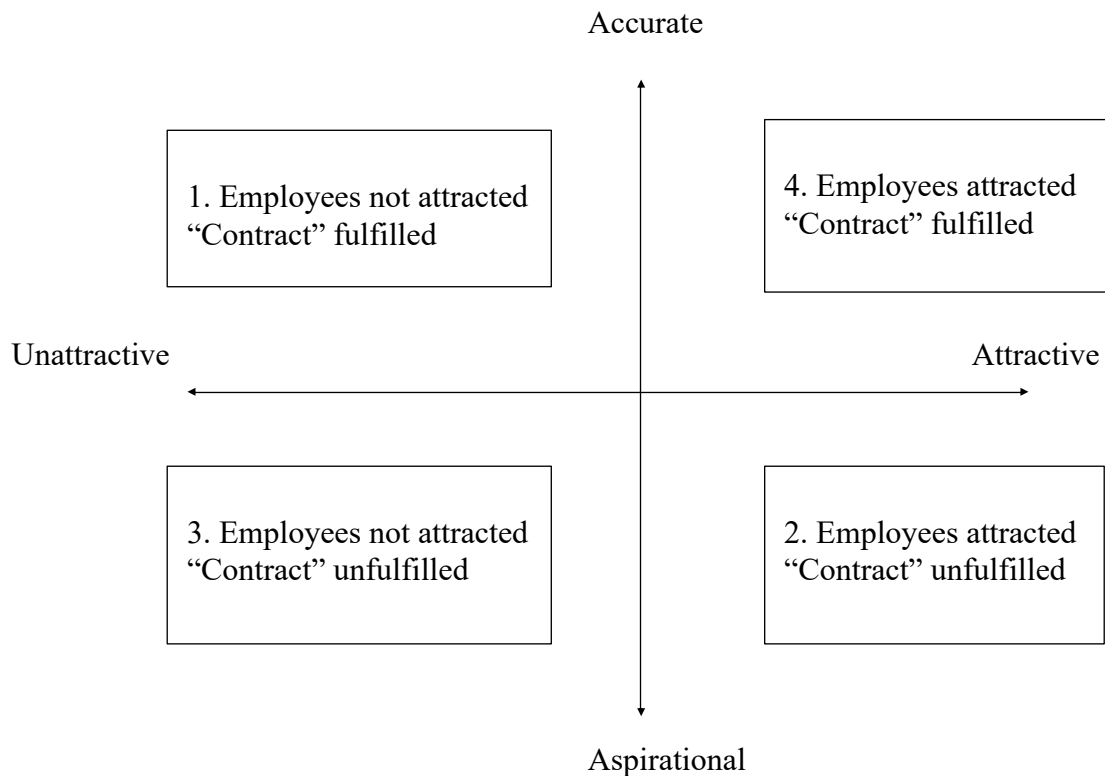 Accurate
1. Employees not attracted
“Contract” fulfilled
4. Employees attracted
“Contract” fulfilled
Unattractive
Attractive
3. Employees not attracted
“Contract” unfulfilled
2. Employees attracted
“Contract” unfulfilled
Aspirational